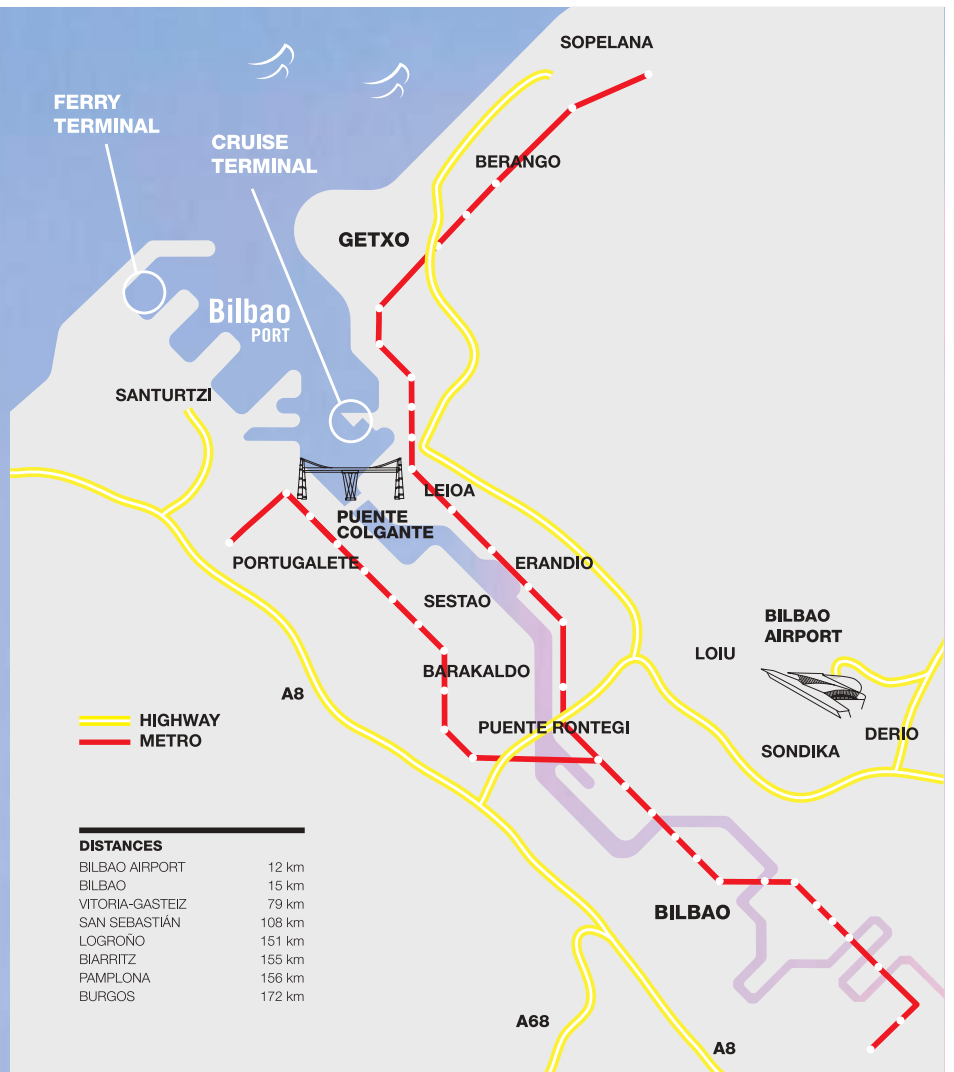 SOPELANA
FERRY
TERMINAL
CRUISE
TERMINAL
BERANGO
GETXO
Bilbao
PORT
SANTURTZI
LEIOA
PUENTE
COLGANTE
PORTUGALETE
ERANDIO
SESTAO
BILBAO
AIRPORT
LOIU
BARAKALDO
A8
HIGHWAY
METRO
PUENTE RONTEGI
DERIO
SONDIKA
DISTANCES
BILBAO AIRPORT 12 km
BILBAO 15 km
VITORIA-GASTEIZ 79 km
SAN SEBASTIÁN 108 km
LOGROÑO 151 km
BIARRITZ 155 km
PAMPLONA 156 km
BURGOS 172 km
BILBAO
A68
A8